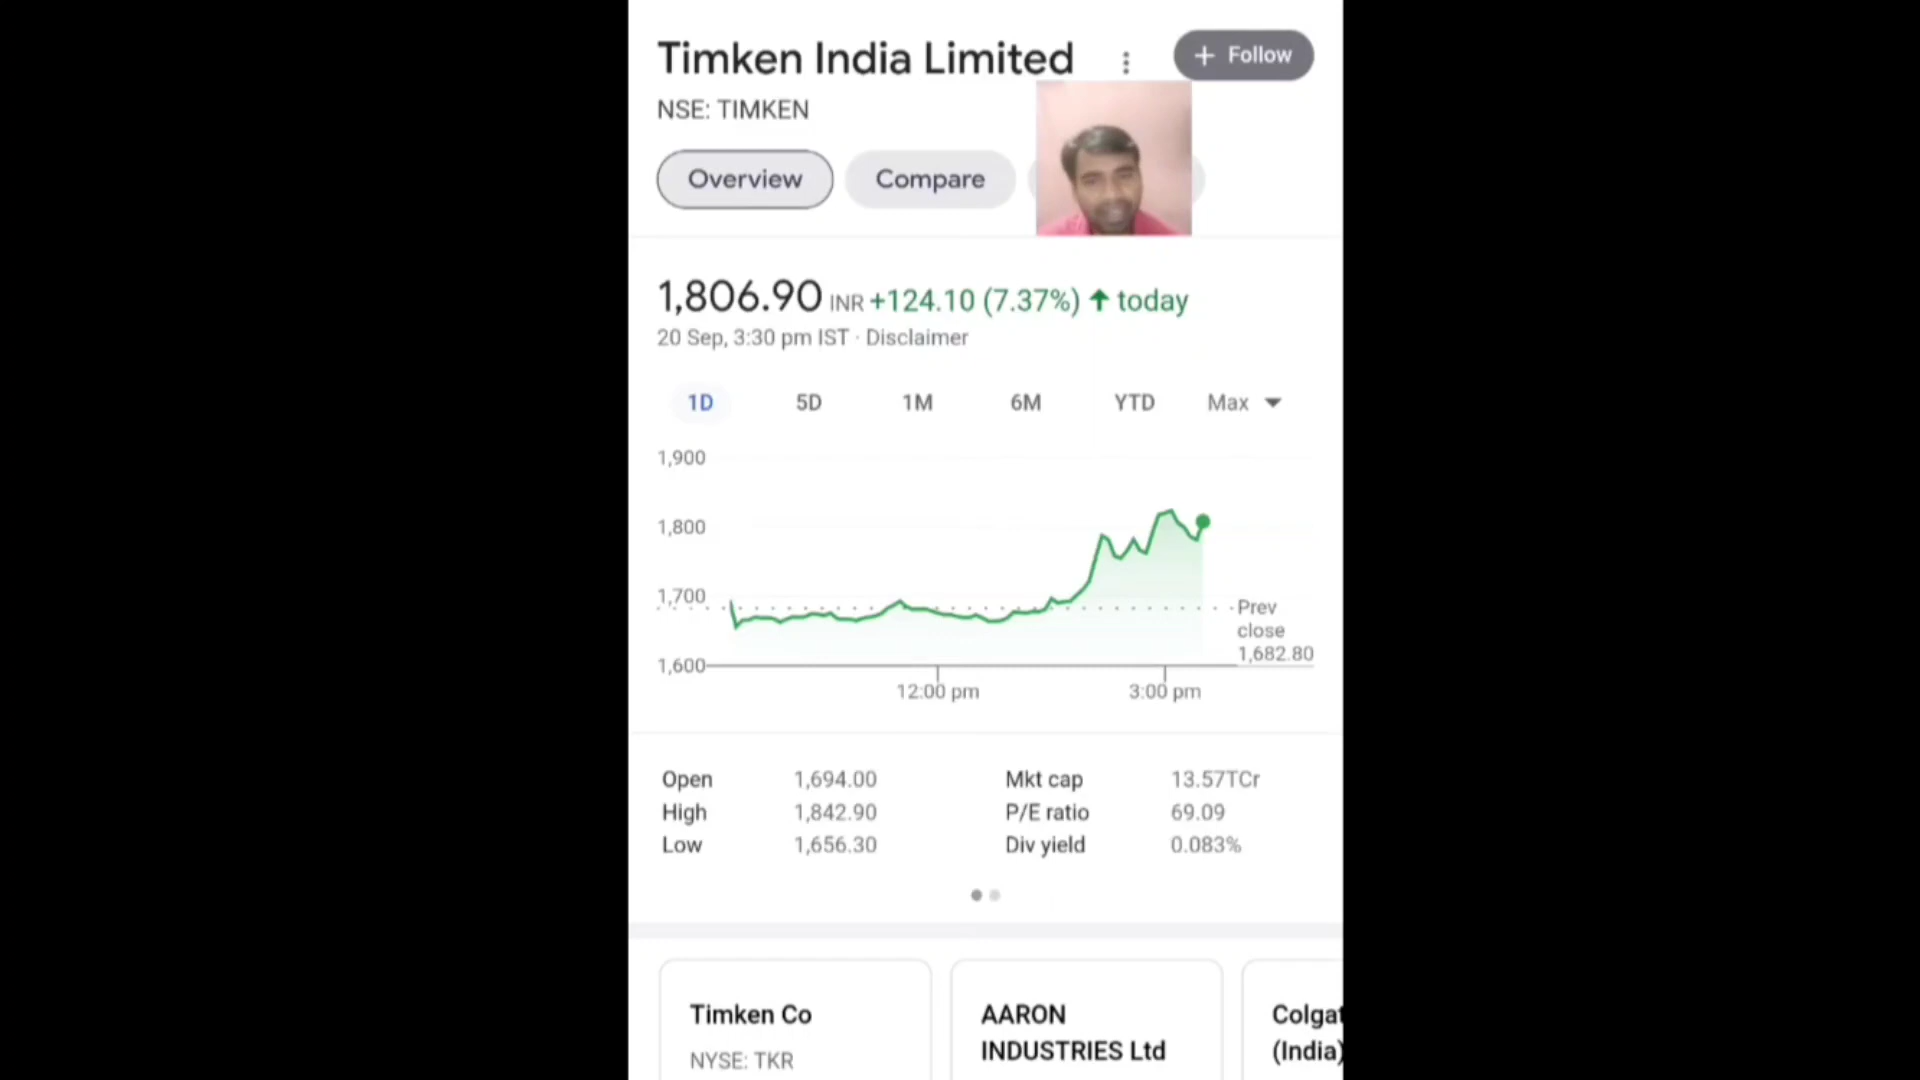 Timken India Limited
+ Follow
NSE: TIMKEN
Overview
Compare
1,806.90 INR +124.10 (7.37%) ↑ today
20 Sep, 3:30 pm IST · Disclaimer
1D 5D 1M 6M YTD Max
1,900
1,800
1,700
1,600
Prev
close
1,682.80
12:00 pm 3:00 pm
Open 1,694.00 Mkt cap 13.57TCr
High 1,842.90 P/E ratio 69.09
Low 1,656.30 Div yield 0.083%
Timken Co
NYSE: TKR
AARON
INDUSTRIES Ltd
Colgat
(India)